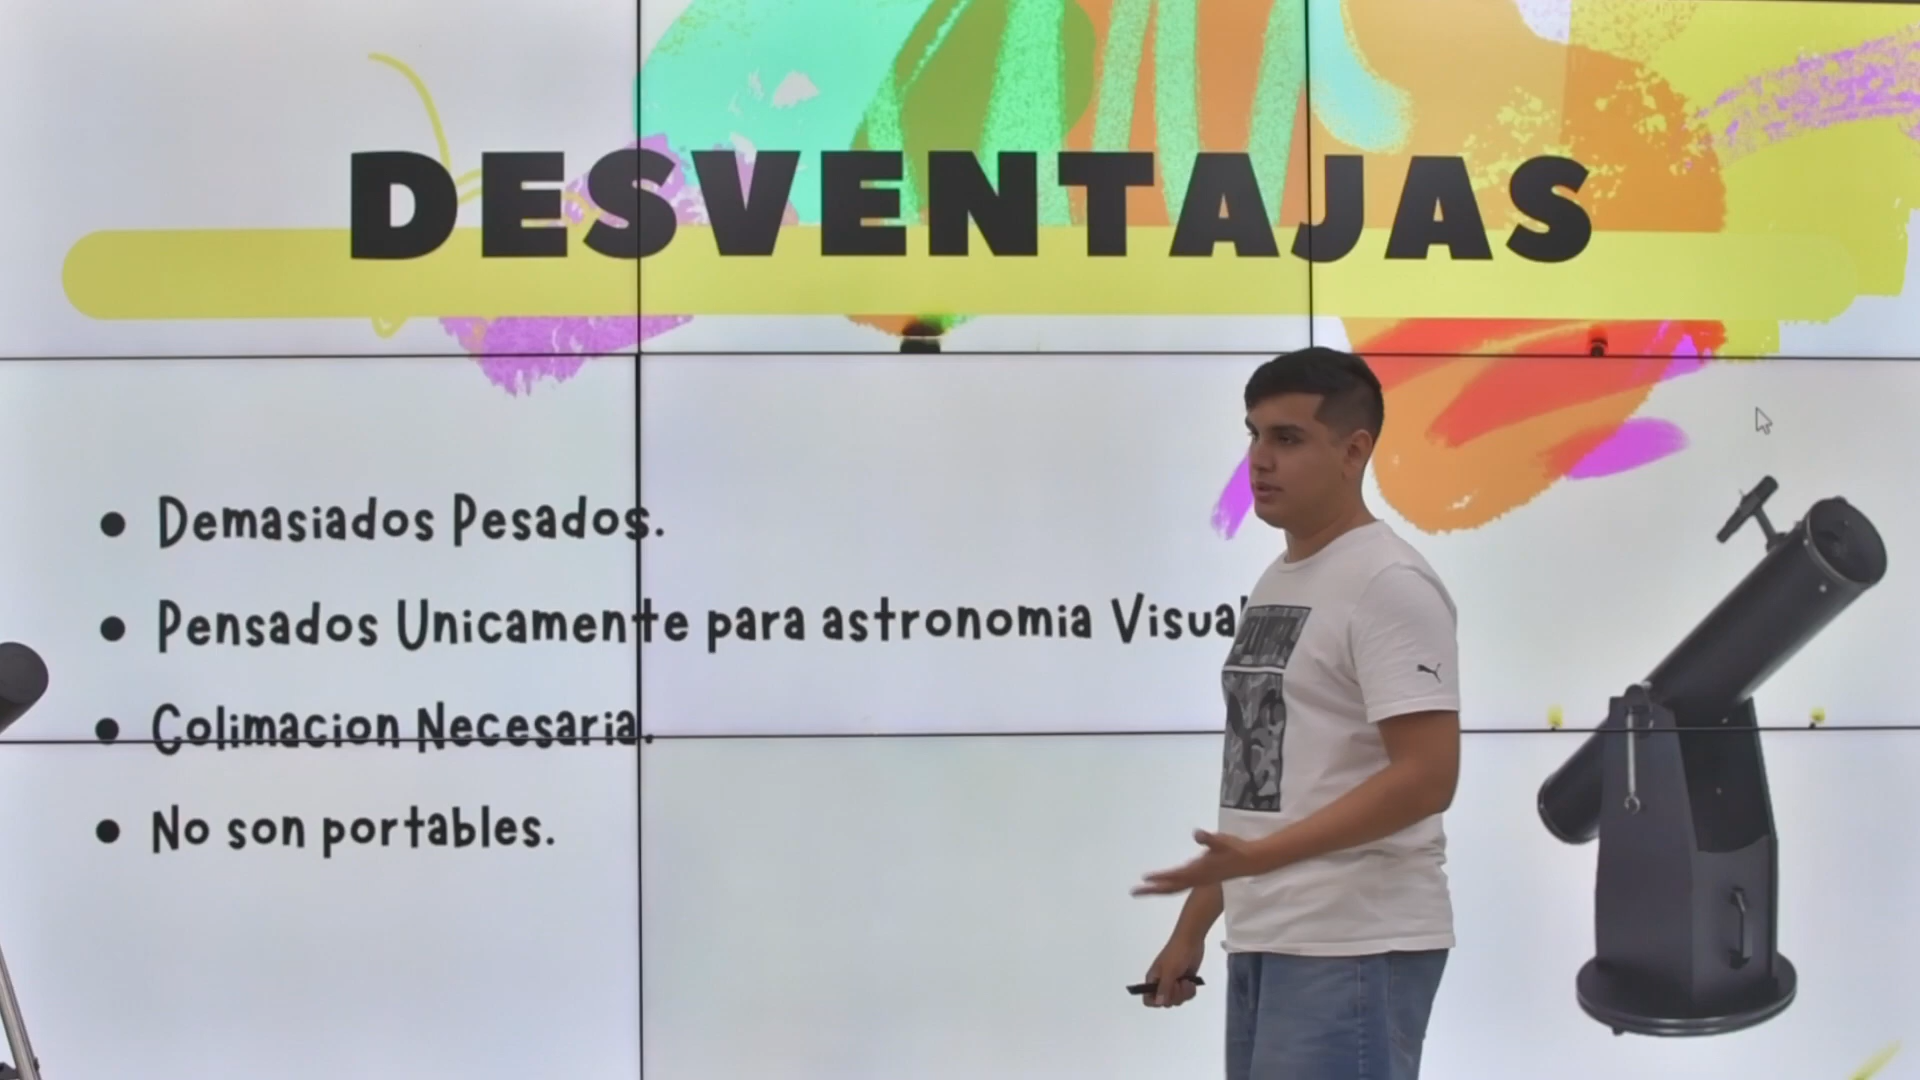 DESVENTAJAS
Demasiados Pesados.
Pensados Unicamente para astronomia Visual
Colimacion Necesaria.
No son portables.